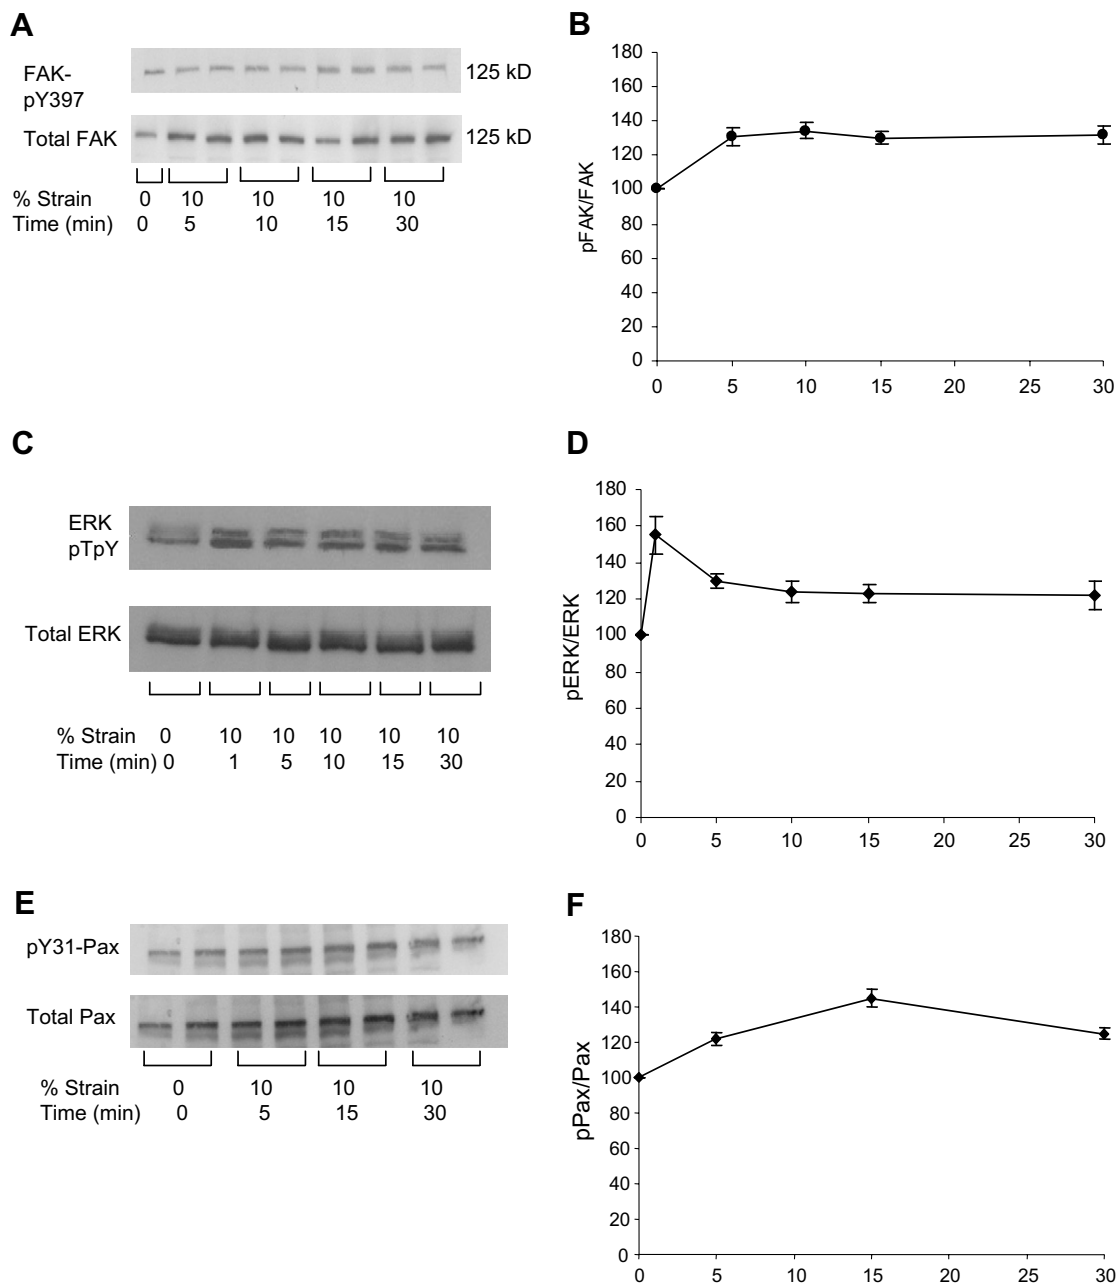 A
FAK-
pY397
125 kD
Total FAK
125 kD
% Strain 0 10 10 10 10
Time (min) 0 5 10 15 30
B
pFAK/FAK
180
160
140
120
100
80
60
40
20
0
0 5 10 15 20 25 30
C
ERK
pTpY
Total ERK
% Strain 0 10 10 10 10 10
Time (min) 0 1 5 10 15 30
D
pERK/ERK
180
160
140
120
100
80
60
40
20
0
0 5 10 15 20 25 30
E
pY31-Pax
Total Pax
% Strain 0 10 10 10
Time (min) 0 5 15 30
F
pPax/Pax
180
160
140
120
100
80
60
40
20
0
0 5 10 15 20 25 30